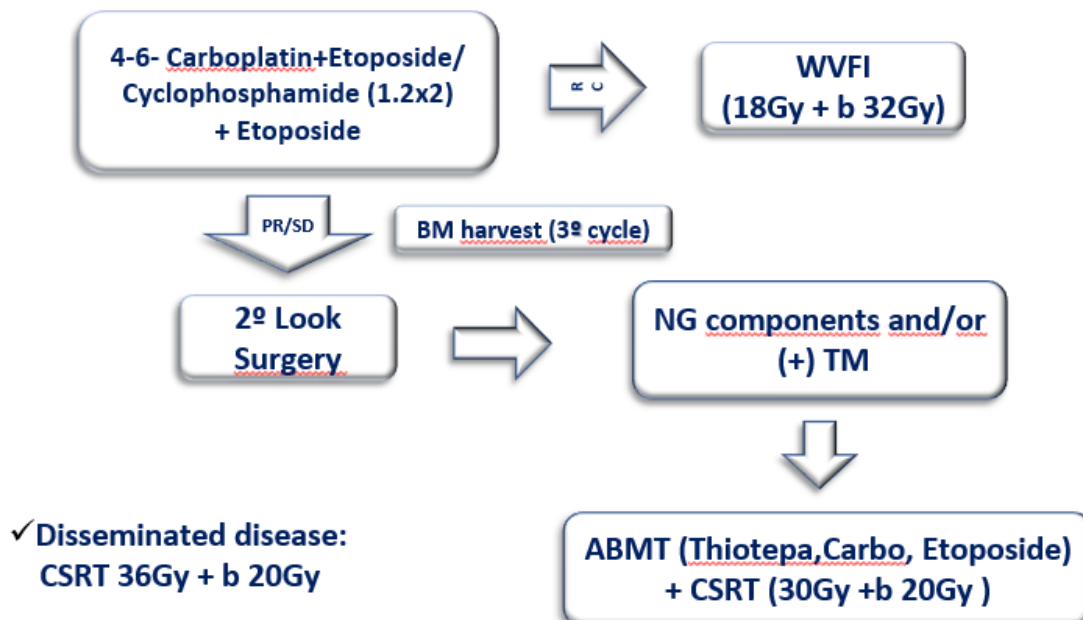 4-6- Carboplatin+Etoposide/
Cyclophosphamide (1.2x2)
+ Etoposide
R C
WVFI
(18Gy + b 32Gy)
PR/SD
BM harvest (3º cycle)
2º Look
Surgery
NG components and/or
(+) TM
✓Disseminated disease:
CSRT 36Gy + b 20Gy
ABMT (Thiotepa,Carbo, Etoposide)
+ CSRT (30Gy +b 20Gy )